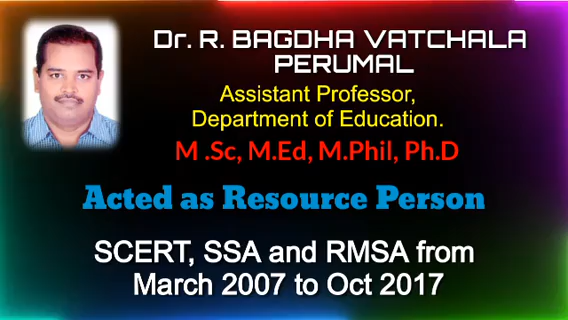 Dr. R. BAGDHA VATCHALA
PERUMAL
Assistant Professor,
Department of Education.
M .Sc, M.Ed, M.Phil, Ph.D
Acted as Resource Person
SCERT, SSA and RMSA from
March 2007 to Oct 2017